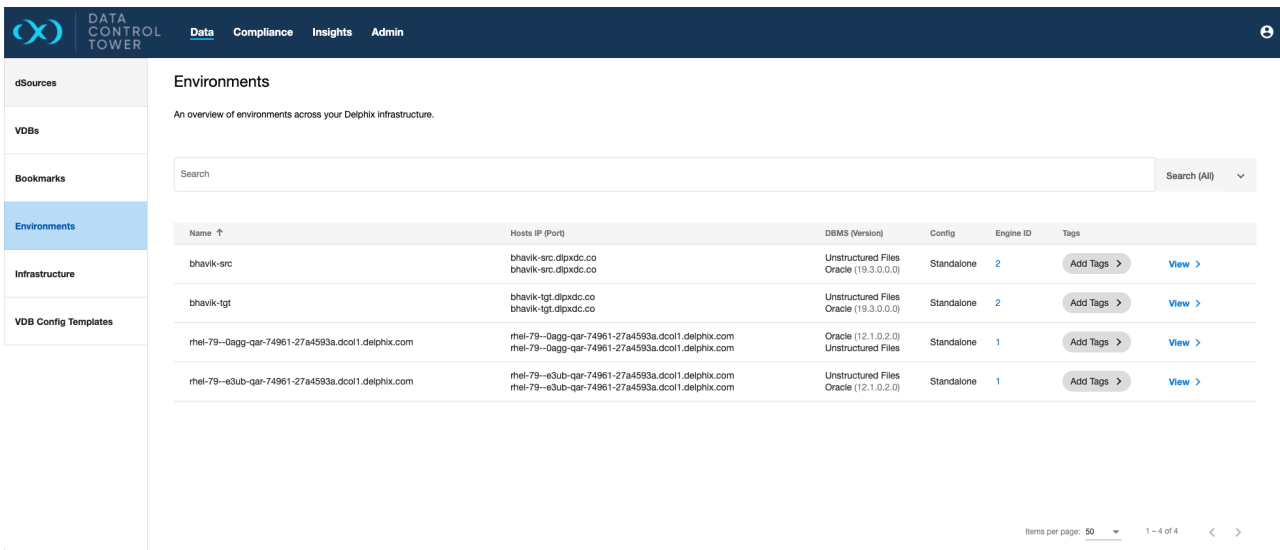 DATA
CONTROL
TOWER
Data Compliance Insights Admin
dSources
VDBs
Bookmarks
Environments
Infrastructure
VDB Config Templates
Environments
An overview of environments across your Delphix infrastructure.
Search
Search (All)
Name Hosts IP (Port) DBMS (Version) Config Engine ID Tags
bhavik-src bhavik-src.dlpxdc.co Unstructured Files Standalone 2 Add Tags View
bhavik-src.dlpxdc.co Oracle (19.3.0.0.0)
bhavik-tgt bhavik-tgt.dlpxdc.co Unstructured Files Standalone 2 Add Tags View
bhavik-tgt.dlpxdc.co Oracle (19.3.0.0.0)
rhel-79--0agg-qar-74961-27a4593a.dcol1.delphix.com rhel-79--0agg-qar-74961-27a4593a.dcol1.delphix.com Oracle (12.1.0.2.0) Standalone 1 Add Tags View
rhel-79--0agg-qar-74961-27a4593a.dcol1.delphix.com Unstructured Files
rhel-79--e3ub-qar-74961-27a4593a.dcol1.delphix.com rhel-79--e3ub-qar-74961-27a4593a.dcol1.delphix.com Unstructured Files Standalone 1 Add Tags View
rhel-79--e3ub-qar-74961-27a4593a.dcol1.delphix.com Oracle (12.1.0.2.0)
Items per page: 50 1 – 4 of 4